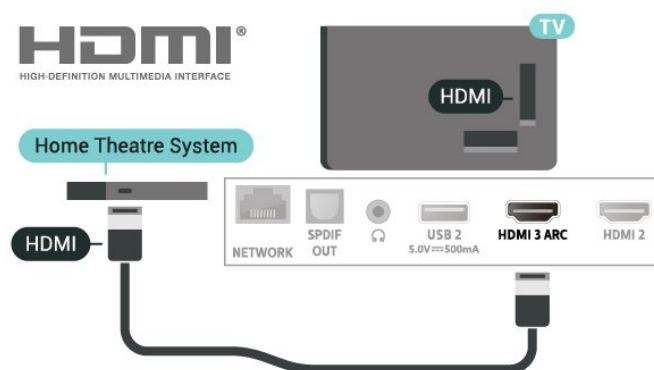 HDMI®
HIGH-DEFINITION MULTIMEDIA INTERFACE
TV
HDMI
Home Theatre System
HDMI
NETWORK
SPDIF
OUT
USB 2
5.0V⎓500mA
HDMI 3 ARC
HDMI 2